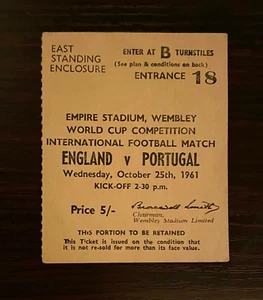 EAST
STANDING
ENCLOSURE
ENTER AT B TURNSTILES
(See plan & conditions on back)
ENTRANCE 18
EMPIRE STADIUM, WEMBLEY
WORLD CUP COMPETITION
INTERNATIONAL FOOTBALL MATCH
ENGLAND v PORTUGAL
Wednesday, October 25th, 1961
KICK-OFF 2-30 p.m.
Price 5/-
Chairman,
Wembley Stadium Limited
THIS PORTION TO BE RETAINED
This Ticket is issued on the condition that
it is not re-sold for more than its face value.